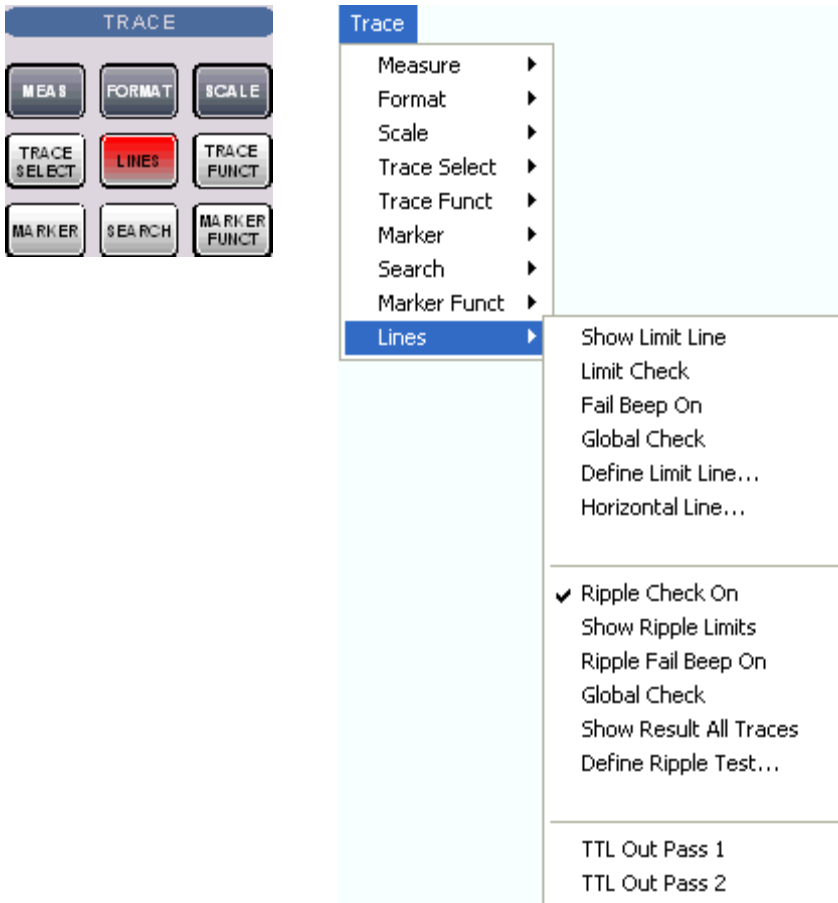 TRACE
MEAS FORMAT SCALE
TRACE SELECT LINES TRACE FUNCT
MARKER SEARCH MARKER FUNCT
Trace
Measure
Format
Scale
Trace Select
Trace Funct
Marker
Search
Marker Funct
Lines
Show Limit Line
Limit Check
Fail Beep On
Global Check
Define Limit Line...
Horizontal Line...
Ripple Check On
Show Ripple Limits
Ripple Fail Beep On
Global Check
Show Result All Traces
Define Ripple Test...
TTL Out Pass 1
TTL Out Pass 2